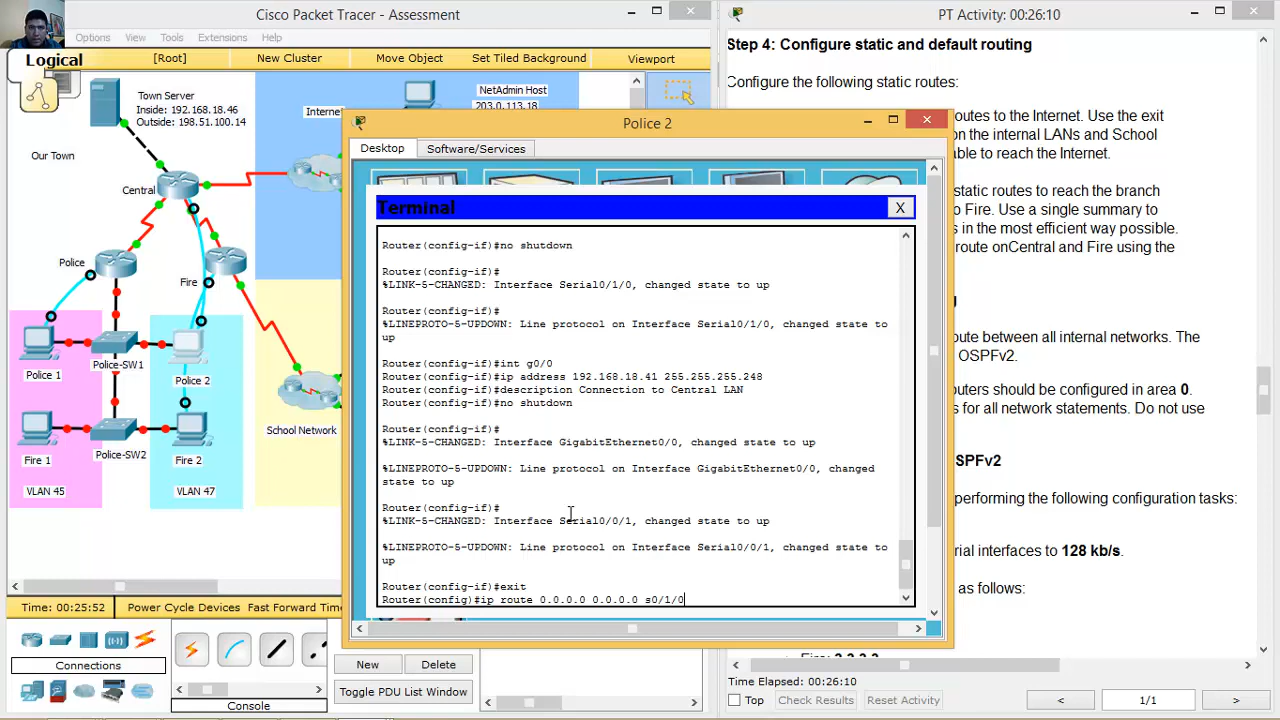 Cisco Packet Tracer - Assessment
Options View Tools Extensions Help
Logical
[Root]
New Cluster
Move Object
Set Tiled Background
Viewport
Town Server
Inside: 192.168.18.46
Outside: 198.51.100.14
Our Town
Internet
NetAdmin Host
203.0.113.18
Central
Police
Fire
Police-SW1
Police 1
Police 2
Police-SW2
Fire 1
Fire 2
VLAN 45
VLAN 47
School Network
Time: 00:25:52
Power Cycle Devices
Fast Forward Time
Connections
Console
New
Delete
Toggle PDU List Window
Police 2
Desktop
Software/Services
Terminal
X
Router(config-if)#no shutdown
Router(config-if)#
%LINK-5-CHANGED: Interface Serial0/1/0, changed state to up
Router(config-if)#
%LINEPROTO-5-UPDOWN: Line protocol on Interface Serial0/1/0, changed state to
up
Router(config-if)#int g0/0
Router(config-if)#ip address 192.168.18.41 255.255.255.248
Router(config-if)#description Connection to Central LAN
Router(config-if)#no shutdown
Router(config-if)#
%LINK-5-CHANGED: Interface GigabitEthernet0/0, changed state to up
%LINEPROTO-5-UPDOWN: Line protocol on Interface GigabitEthernet0/0, changed
state to up
Router(config-if)#
%LINK-5-CHANGED: Interface Serial0/0/1, changed state to up
%LINEPROTO-5-UPDOWN: Line protocol on Interface Serial0/0/1, changed state to
up
Router(config-if)#exit
Router(config)#ip route 0.0.0.0 0.0.0.0 s0/1/0
PT Activity: 00:26:10
Step 4: Configure static and default routing
Configure the following static routes:
outes to the Internet. Use the exit
on the internal LANs and School
able to reach the Internet.
static routes to reach the branch
o Fire. Use a single summary to
s in the most efficient way possible.
route onCentral and Fire using the
oute between all internal networks. The
OSPFv2.
uters should be configured in area 0.
s for all network statements. Do not use
SPFv2
performing the following configuration tasks:
rial interfaces to 128 kb/s.
as follows:
Time Elapsed: 00:26:10
Top
Check Results
Reset Activity
<
1/1
>